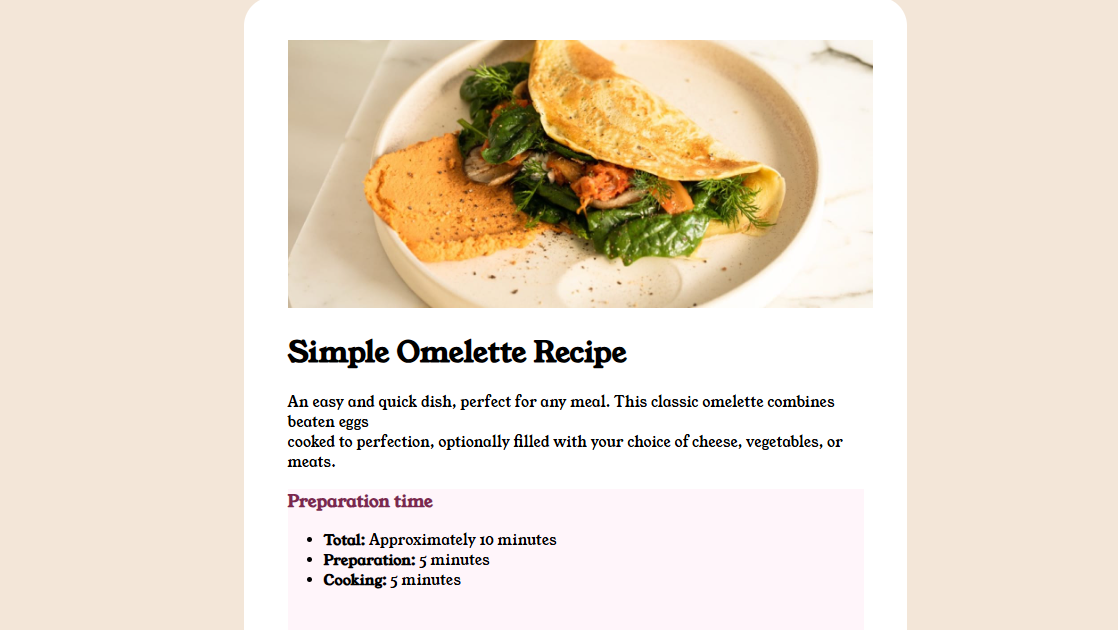 Simple Omelette Recipe
An easy and quick dish, perfect for any meal. This classic omelette combines
beaten eggs
cooked to perfection, optionally filled with your choice of cheese, vegetables, or
meats.
Preparation time
• Total: Approximately 10 minutes
• Preparation: 5 minutes
• Cooking: 5 minutes